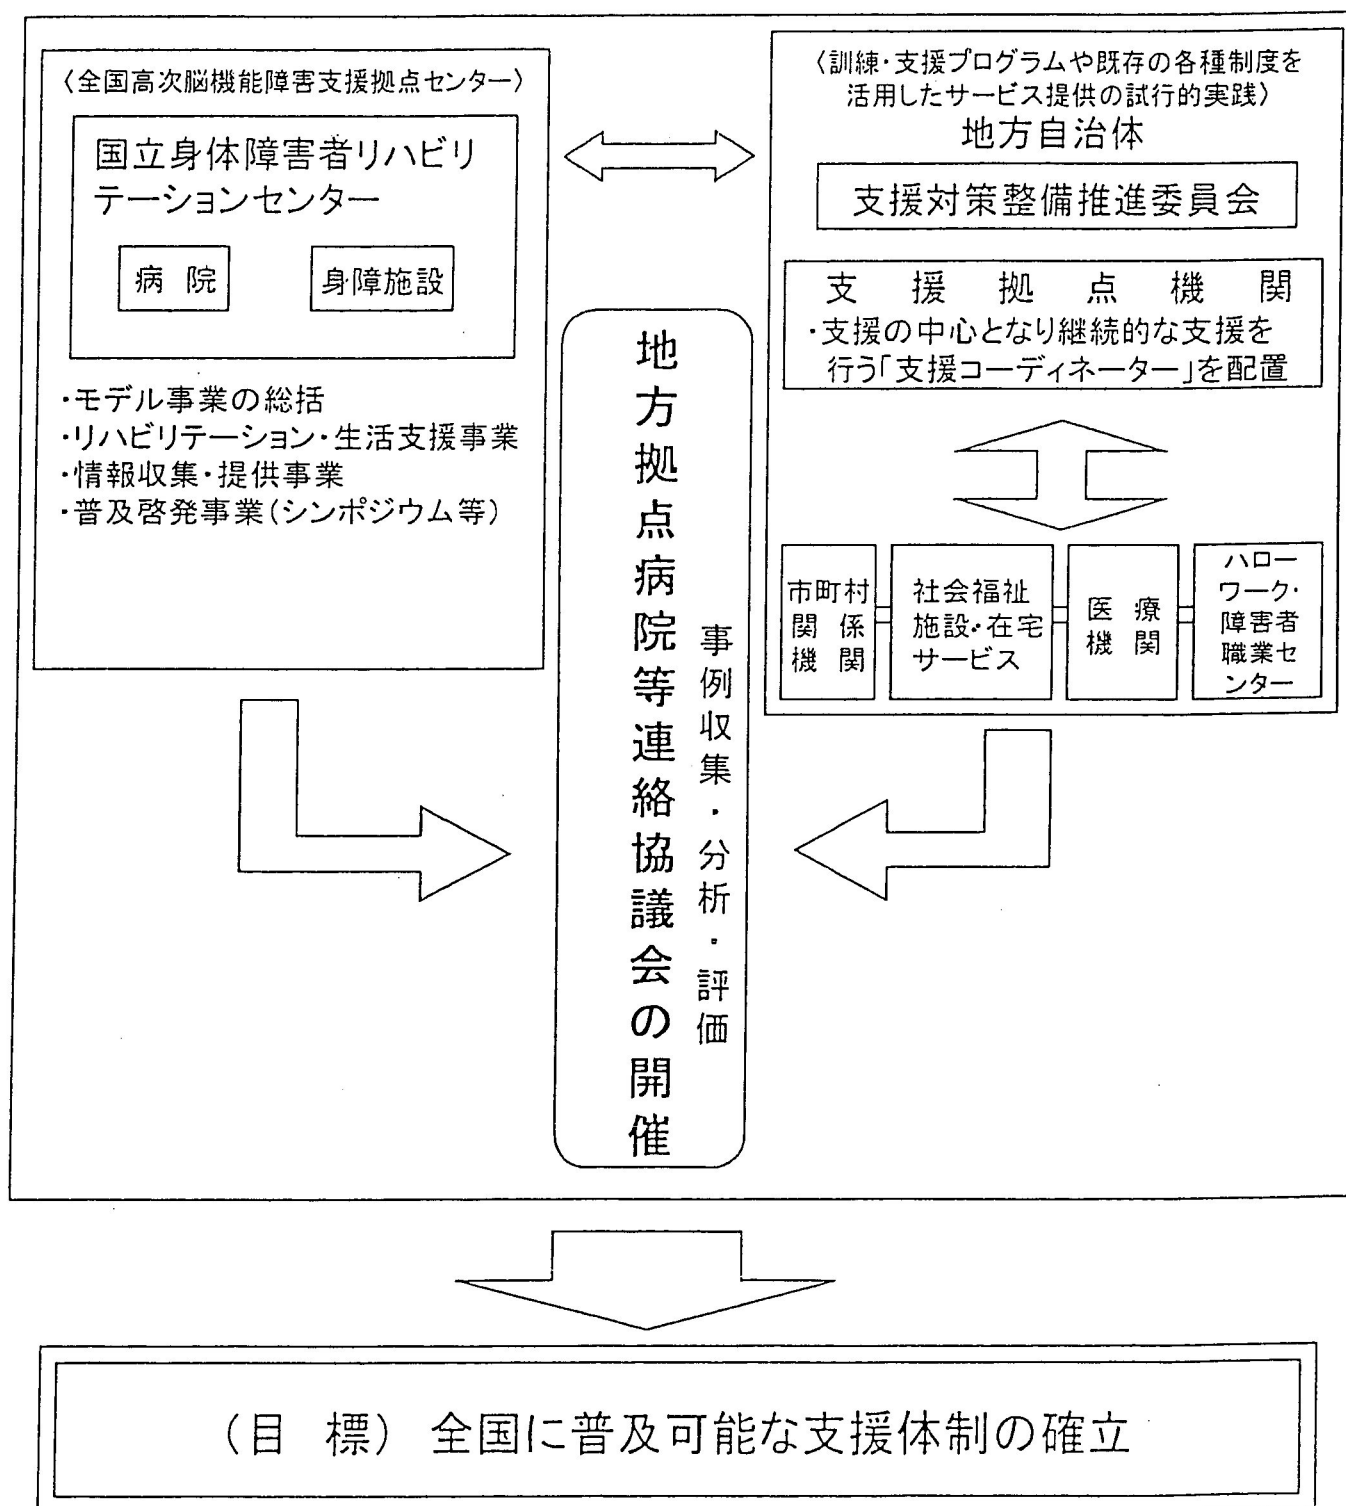 〈全国高次脳機能障害支援拠点センター〉
国立身体障害者リハビリ
テーションセンター
病院
身障施設
・モデル事業の総括
・リハビリテーション・生活支援事業
・情報収集・提供事業
・普及啓発事業(シンポジウム等)
〈訓練・支援プログラムや既存の各種制度を
活用したサービス提供の試行的実践〉
地方自治体
支援対策整備推進委員会
支援拠点機関
・支援の中心となり継続的な支援を
行う「支援コーディネーター」を配置
市町村
関係
機関
社会福祉
施設・在宅
サービス
医療
機関
ハロー
ワーク・
障害者
職業セ
ンター
地方拠点病院等連絡協議会の開催
事例収集・分析・評価
(目 標) 全国に普及可能な支援体制の確立